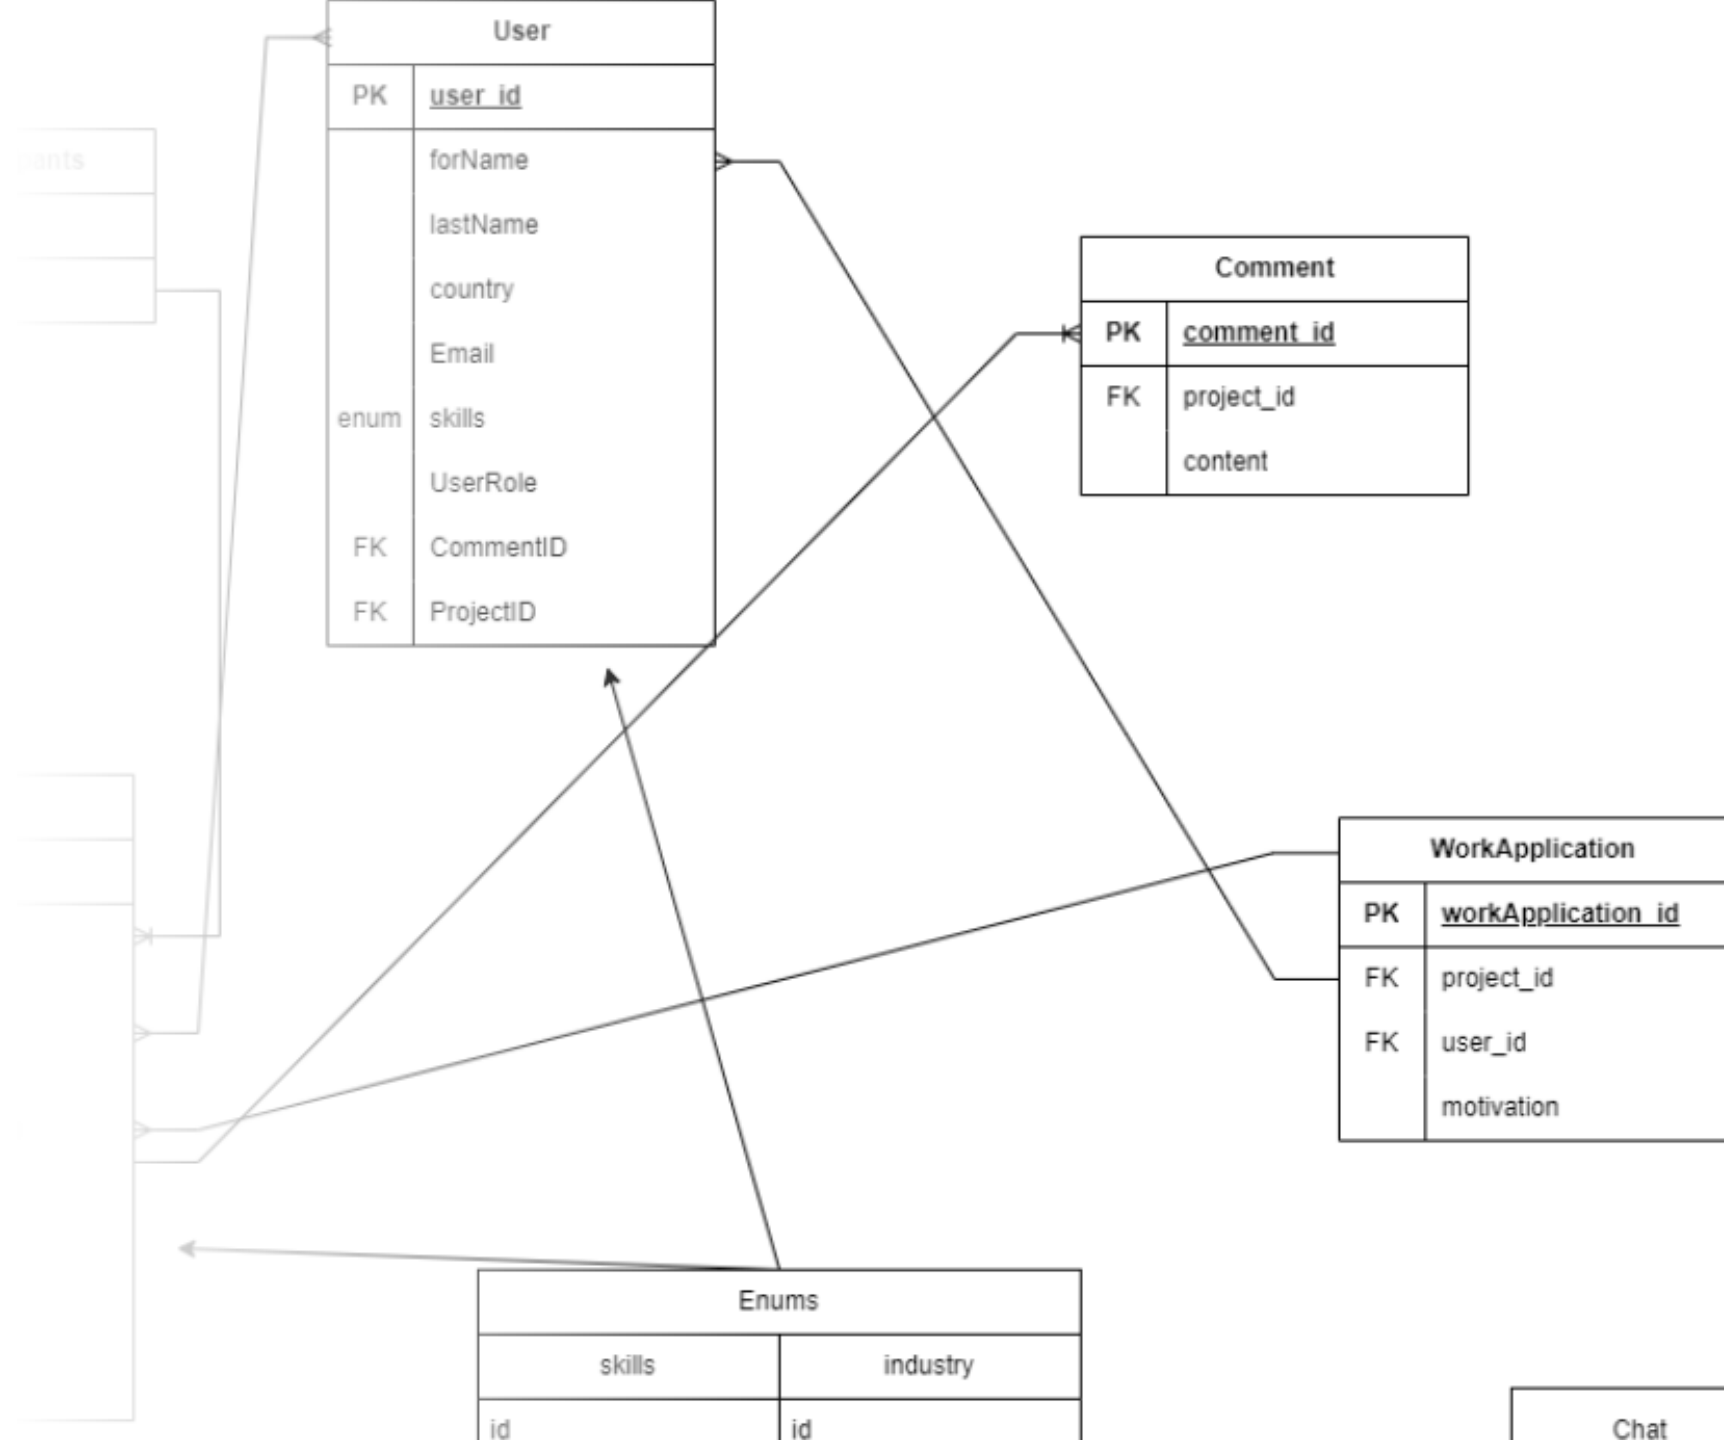 User
PK user_id
forName
lastName
country
Email
enum skills
UserRole
FK CommentID
FK ProjectID
Comment
PK comment_id
FK project_id
content
WorkApplication
PK workApplication_id
FK project_id
FK user_id
motivation
Enums
skills industry
id id
Chat